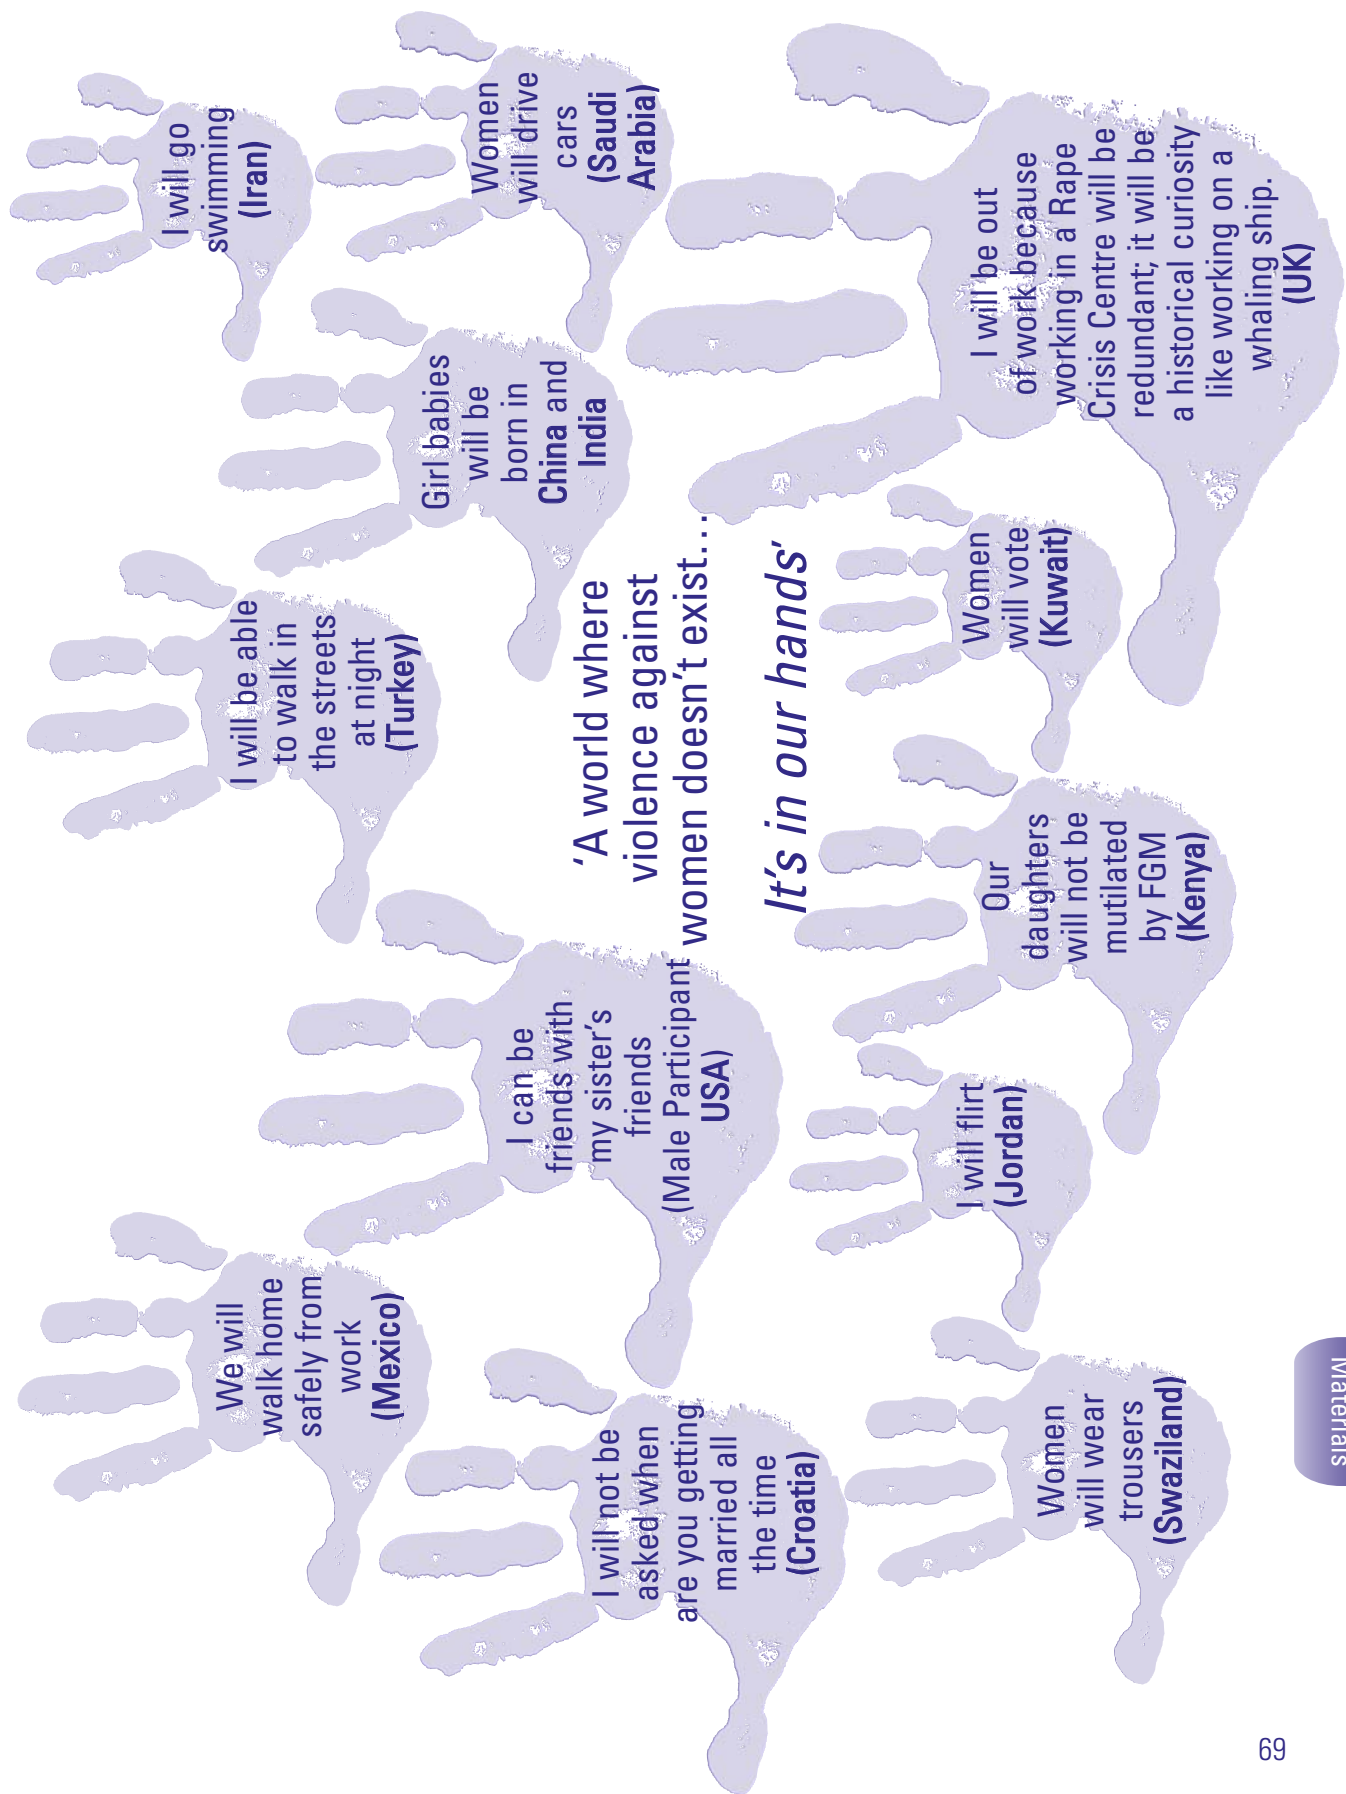 We will
walk home
safely from
work
(Mexico)
I will be able
to walk in
the streets
at night
(Turkey)
I will go
swimming
(Iran)
Women
will drive
cars
(Saudi
Arabia)
Girl babies
will be
born in
China and
India
I can be
friends with
my sister’s
friends
(Male Participant
USA)
I will not be
asked when
are you getting
married all
the time
(Croatia)
‘A world where
violence against
women doesn’t exist...
It’s in our hands’
I will be out
of work because
working in a Rape
Crisis Centre will be
redundant; it will be
a historical curiosity
like working on a
whaling ship.
(UK)
Women
will vote
(Kuwait)
Our
daughters
will not be
mutilated
by FGM
(Kenya)
I will flirt
(Jordan)
Women
will wear
trousers
(Swaziland)
Materials
69